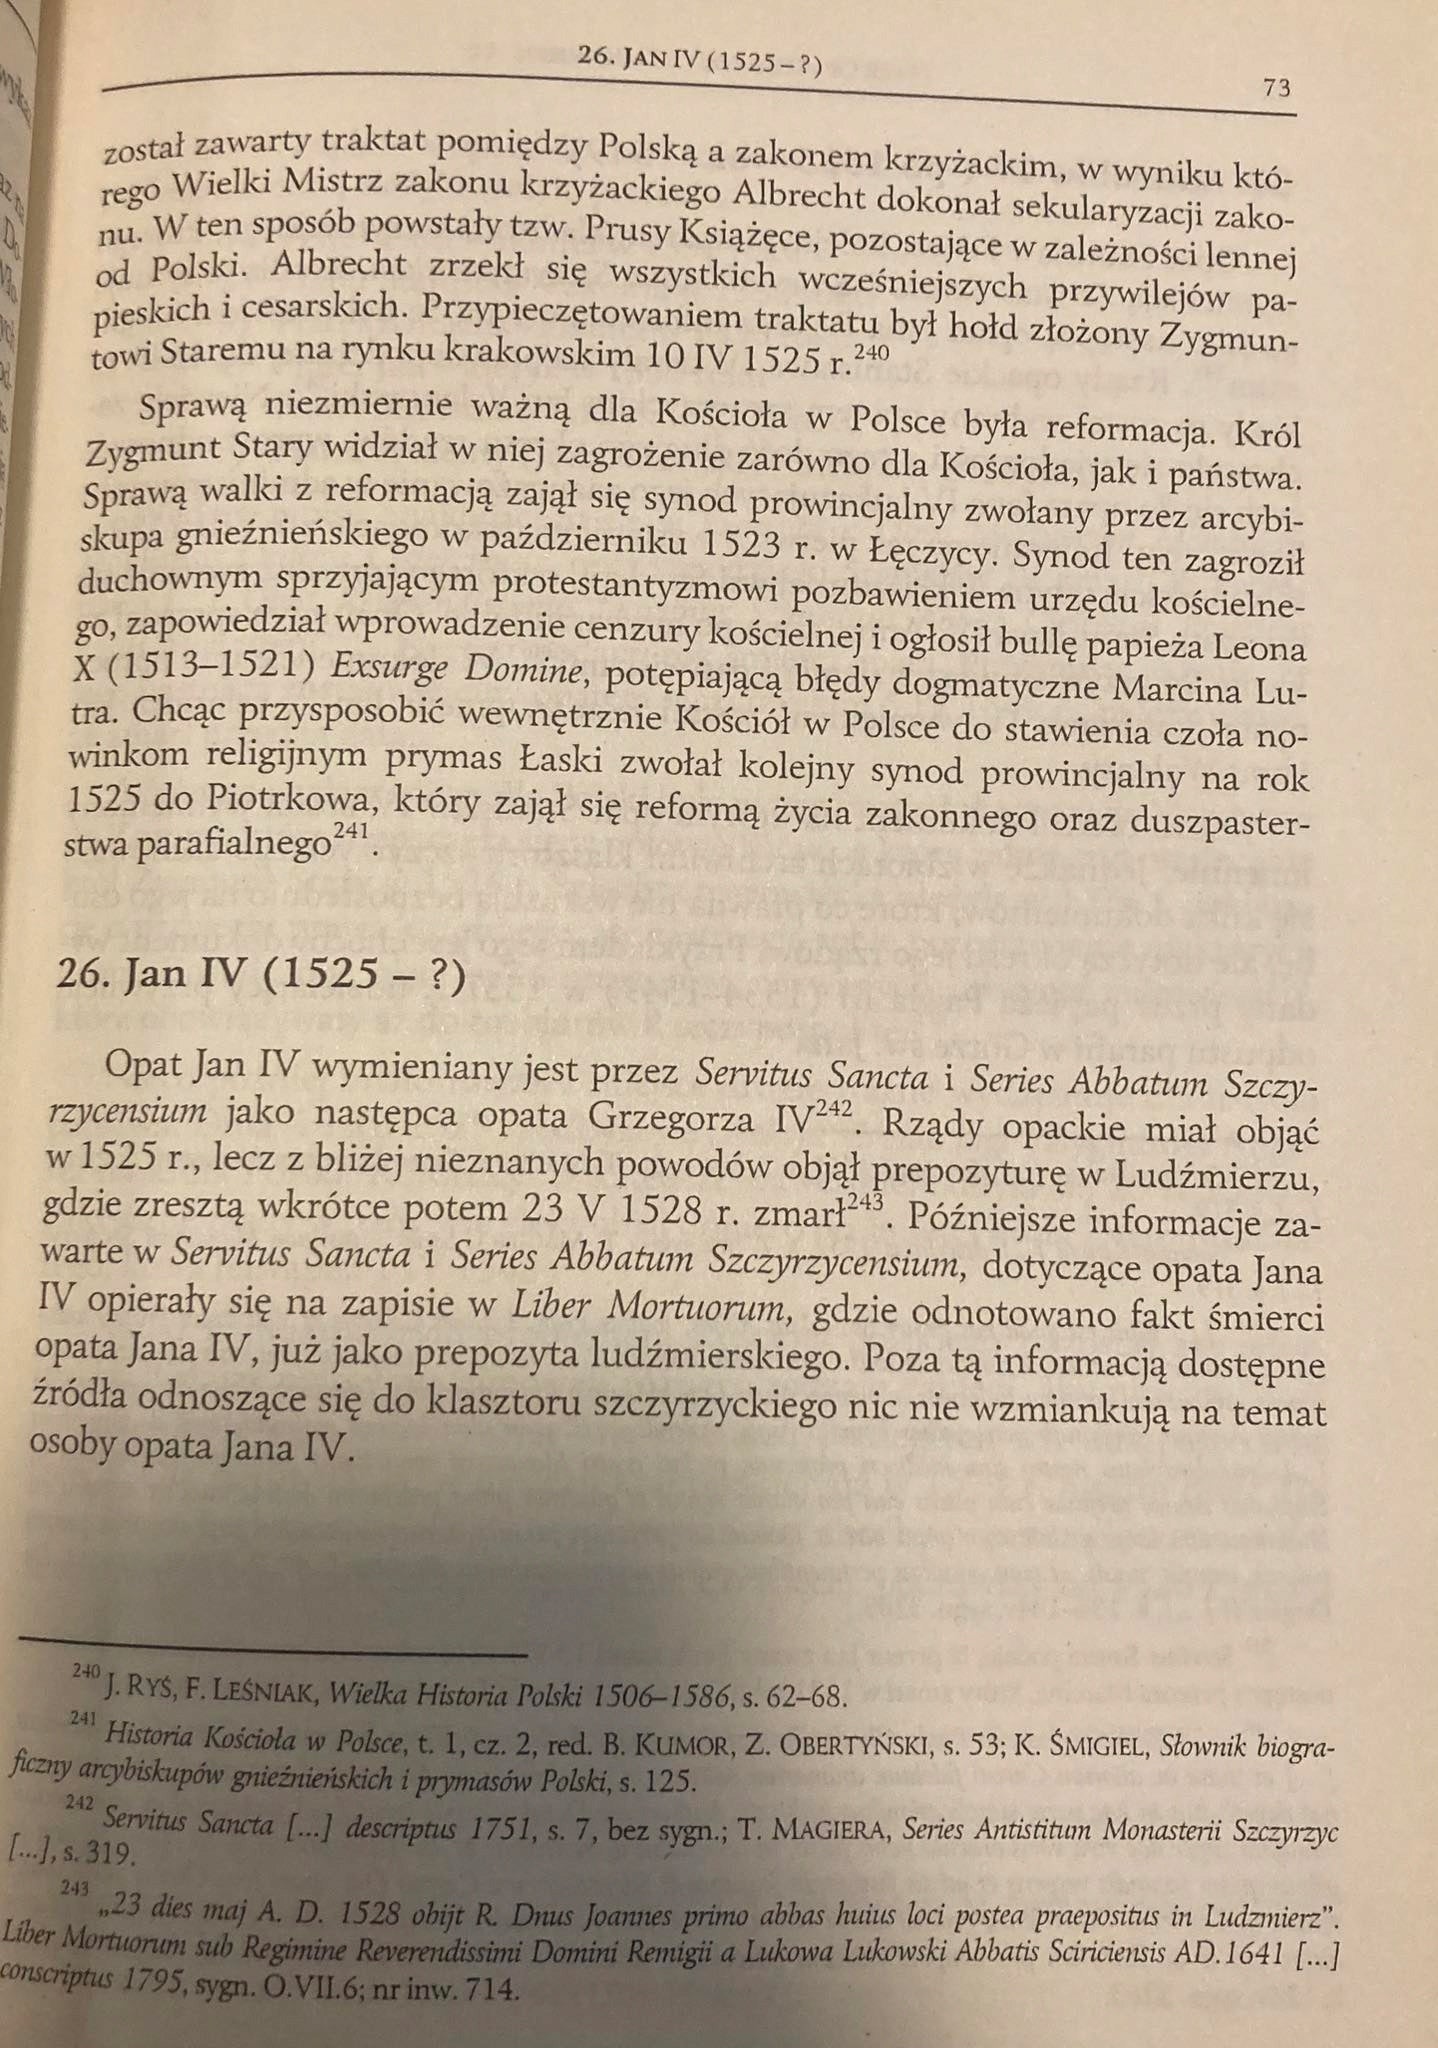 26. JAN IV (1525–?)
73
został zawarty traktat pomiędzy Polską a zakonem krzyżackim, w wyniku któ-
rego Wielki Mistrz zakonu krzyżackiego Albrecht dokonał sekularyzacji zako-
nu. W ten sposób powstały tzw. Prusy Książęce, pozostające w zależności lennej
od Polski. Albrecht zrzekł się wszystkich wcześniejszych przywilejów pa-
pieskich i cesarskich. Przypieczętowaniem traktatu był hołd złożony Zygmun-
towi Staremu na rynku krakowskim 10 IV 1525 r.240
Sprawą niezmiernie ważną dla Kościoła w Polsce była reformacja. Król
Zygmunt Stary widział w niej zagrożenie zarówno dla Kościoła, jak i państwa.
Sprawą walki z reformacją zajął się synod prowincjalny zwołany przez arcybi-
skupa gnieźnieńskiego w październiku 1523 r. w Łęczycy. Synod ten zagroził
duchownym sprzyjającym protestantyzmowi pozbawieniem urzędu kościelne-
go, zapowiedział wprowadzenie cenzury kościelnej i ogłosił bullę papieża Leona
X (1513–1521) Exsurge Domine, potępiającą błędy dogmatyczne Marcina Lu-
tra. Chcąc przysposobić wewnętrznie Kościół w Polsce do stawienia czoła no-
winkom religijnym prymas Łaski zwołał kolejny synod prowincjalny na rok
1525 do Piotrkowa, który zajął się reformą życia zakonnego oraz duszpaster-
stwa parafialnego241.
26. Jan IV (1525 – ?)
Opat Jan IV wymieniany jest przez Servitus Sancta i Series Abbatum Szczy-
rzycensium jako następca opata Grzegorza IV242. Rządy opackie miał objąć
w 1525 r., lecz z bliżej nieznanych powodów objął prepozyturę w Ludźmierzu,
gdzie zresztą wkrótce potem 23 V 1528 r. zmarł243. Późniejsze informacje za-
warte w Servitus Sancta i Series Abbatum Szczyrzycensium, dotyczące opata Jana
IV opierały się na zapisie w Liber Mortuorum, gdzie odnotowano fakt śmierci
opata Jana IV, już jako prepozyta ludźmierskiego. Poza tą informacją dostępne
źródła odnoszące się do klasztoru szczyrzyckiego nic nie wzmiankują na temat
osoby opata Jana IV.
240 J. RYŚ, F. LEŚNIAK, Wielka Historia Polski 1506–1586, s. 62–68.
241 Historia Kościoła w Polsce, t. 1, cz. 2, red. B. KUMOR, Z. OBERTYŃSKI, s. 53; K. ŚMIGIEL, Słownik biogra-
ficzny arcybiskupów gnieźnieńskich i prymasów Polski, s. 125.
242 Servitus Sancta [...] descriptus 1751, s. 7, bez sygn.; T. MAGIERA, Series Antistitum Monasterii Szczyrzyc
[...], s. 319.
243 „23 dies maj A. D. 1528 obijt R. Dnus Joannes primo abbas huius loci postea praepositus in Ludzmierz”.
Liber Mortuorum sub Regimine Reverendissimi Domini Remigii a Lukowa Lukowski Abbatis Sciriciensis AD. 1641 [...]
conscriptus 1795, sygn. O.VII.6; nr inw. 714.